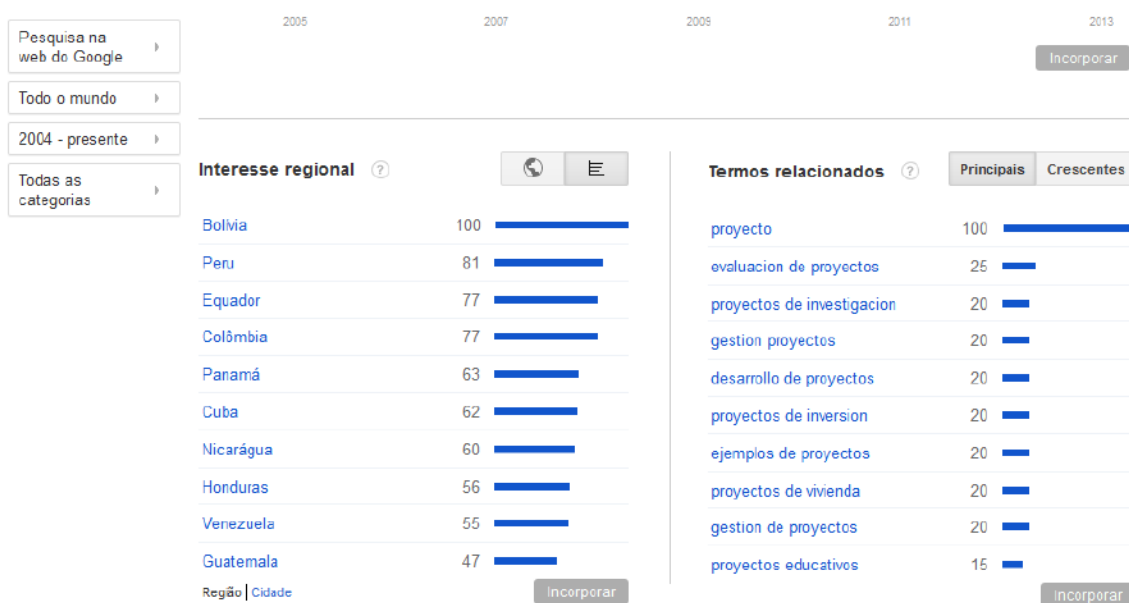 2005 2007 2009 2011 2013
Pesquisa na
web do Google
Incorporar
Todo o mundo
2004 - presente
Todas as
categorias
Interesse regional ?
Bolívia 100
Peru 81
Equador 77
Colômbia 77
Panamá 63
Cuba 62
Nicarágua 60
Honduras 56
Venezuela 55
Guatemala 47
Região Cidade
Incorporar
Termos relacionados ?
Principais Crescentes
proyecto 100
evaluacion de proyectos 25
proyectos de investigacion 20
gestion proyectos 20
desarrollo de proyectos 20
proyectos de inversion 20
ejemplos de proyectos 20
proyectos de vivienda 20
gestion de proyectos 20
proyectos educativos 15
Incorporar